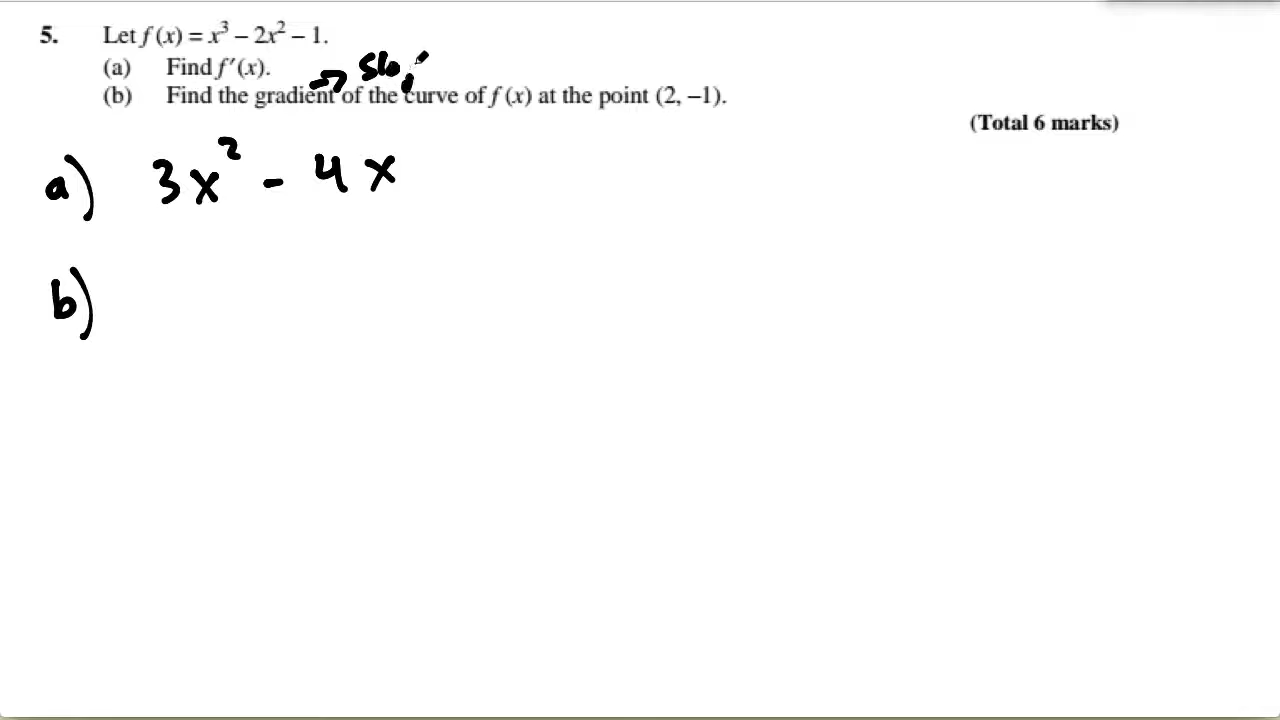 5. Let f(x) = x³ – 2x² – 1.
(a) Find f′(x).
(b) Find the gradient of the curve of f(x) at the point (2, –1).
(Total 6 marks)
a) 3x² - 4x
b)